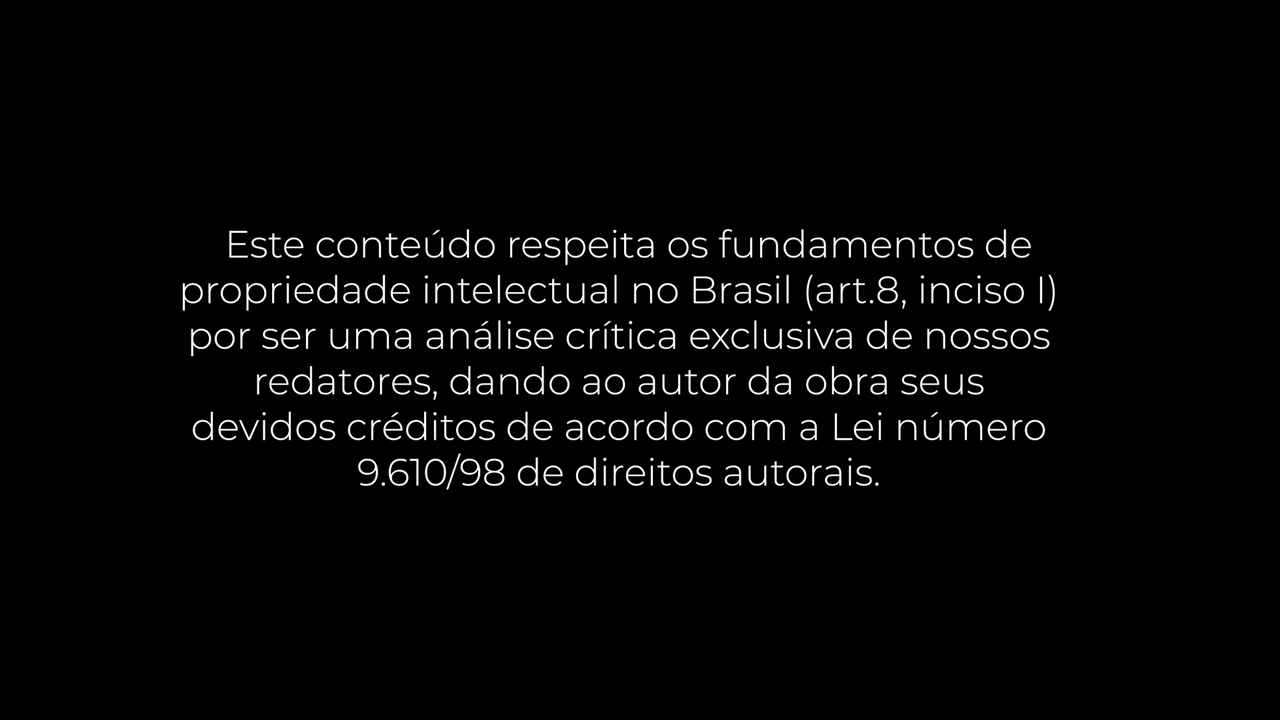 Este conteúdo respeita os fundamentos de
propriedade intelectual no Brasil (art.8, inciso I)
por ser uma análise crítica exclusiva de nossos
redatores, dando ao autor da obra seus
devidos créditos de acordo com a Lei número
9.610/98 de direitos autorais.